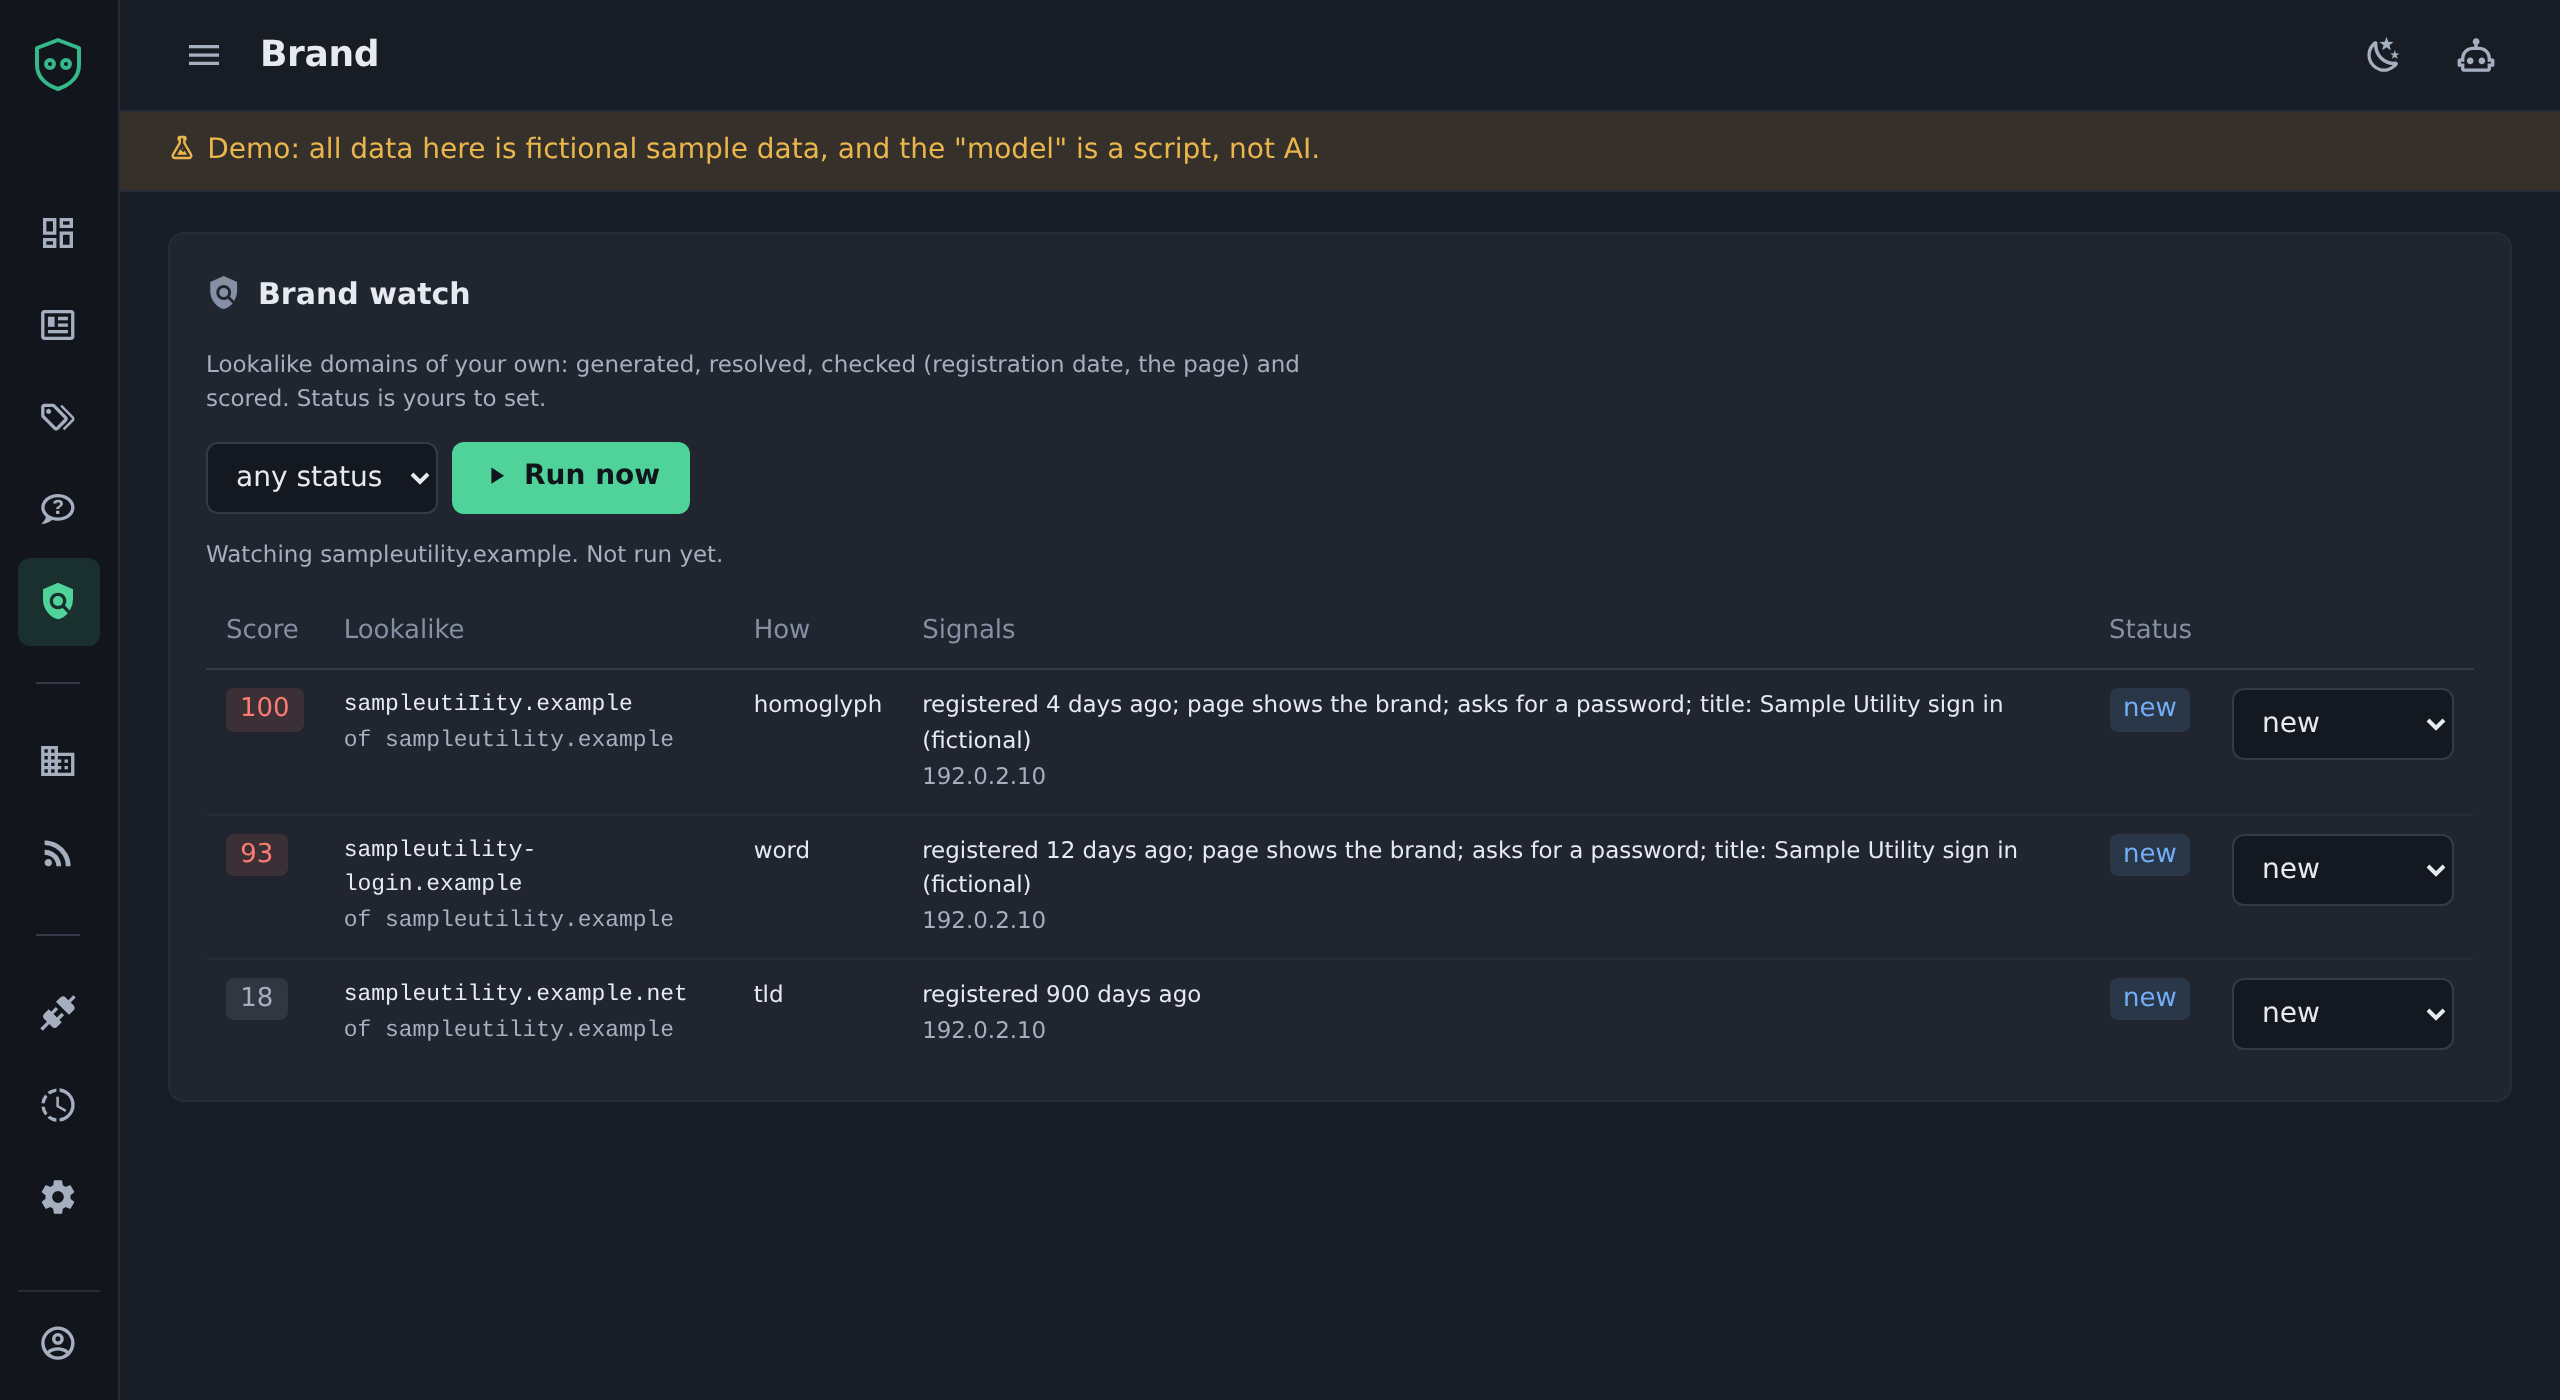 Brand
Demo: all data here is fictional sample data, and the "model" is a script, not AI.
Brand watch
Lookalike domains of your own: generated, resolved, checked (registration date, the page) and
scored. Status is yours to set.
any status
Run now
Watching sampleutility.example. Not run yet.
Score Lookalike How Signals Status
100 sampleutiIity.example homoglyph registered 4 days ago; page shows the brand; asks for a password; title: Sample Utility sign in new new
of sampleutility.example (fictional)
192.0.2.10
93 sampleutility- word registered 12 days ago; page shows the brand; asks for a password; title: Sample Utility sign in new new
login.example (fictional)
of sampleutility.example 192.0.2.10
18 sampleutility.example.net tld registered 900 days ago new new
of sampleutility.example 192.0.2.10